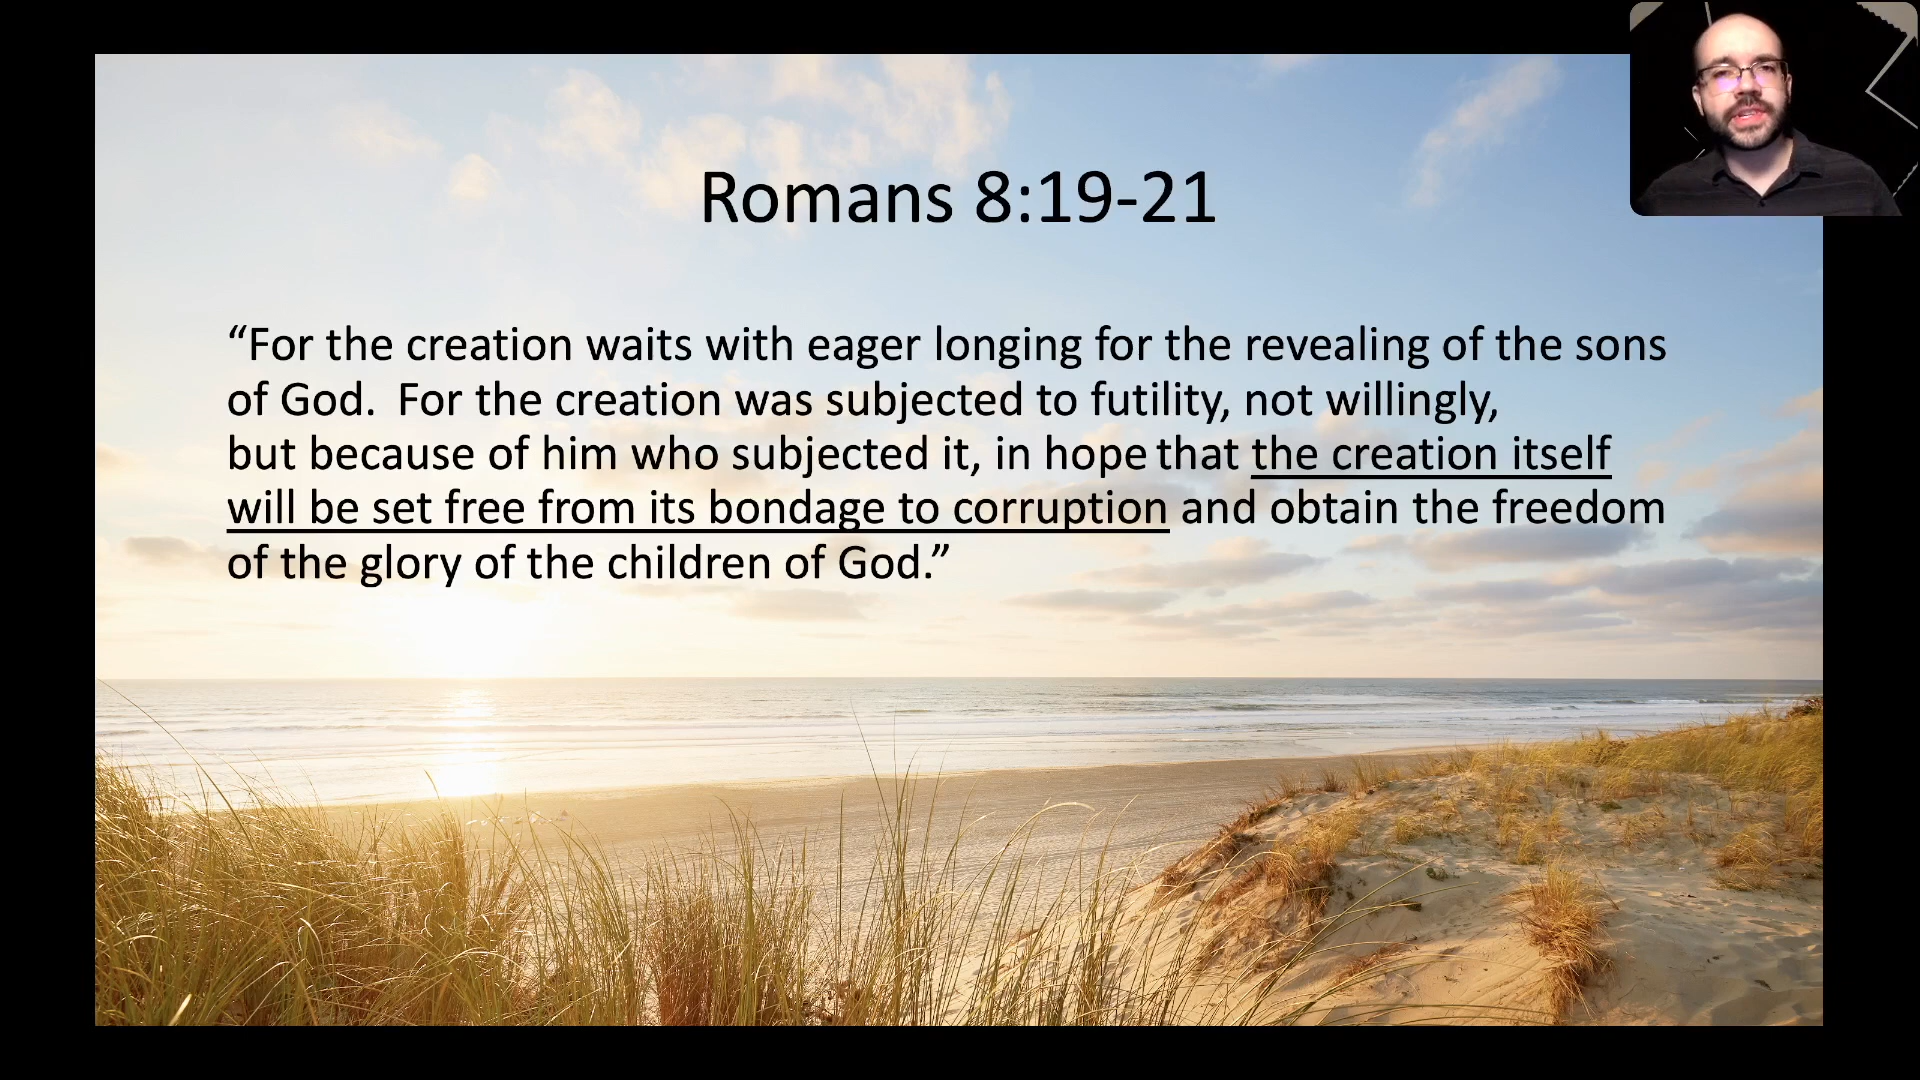 Romans 8:19-21
“For the creation waits with eager longing for the revealing of the sons
of God.  For the creation was subjected to futility, not willingly,
but because of him who subjected it, in hope that the creation itself
will be set free from its bondage to corruption and obtain the freedom
of the glory of the children of God.”